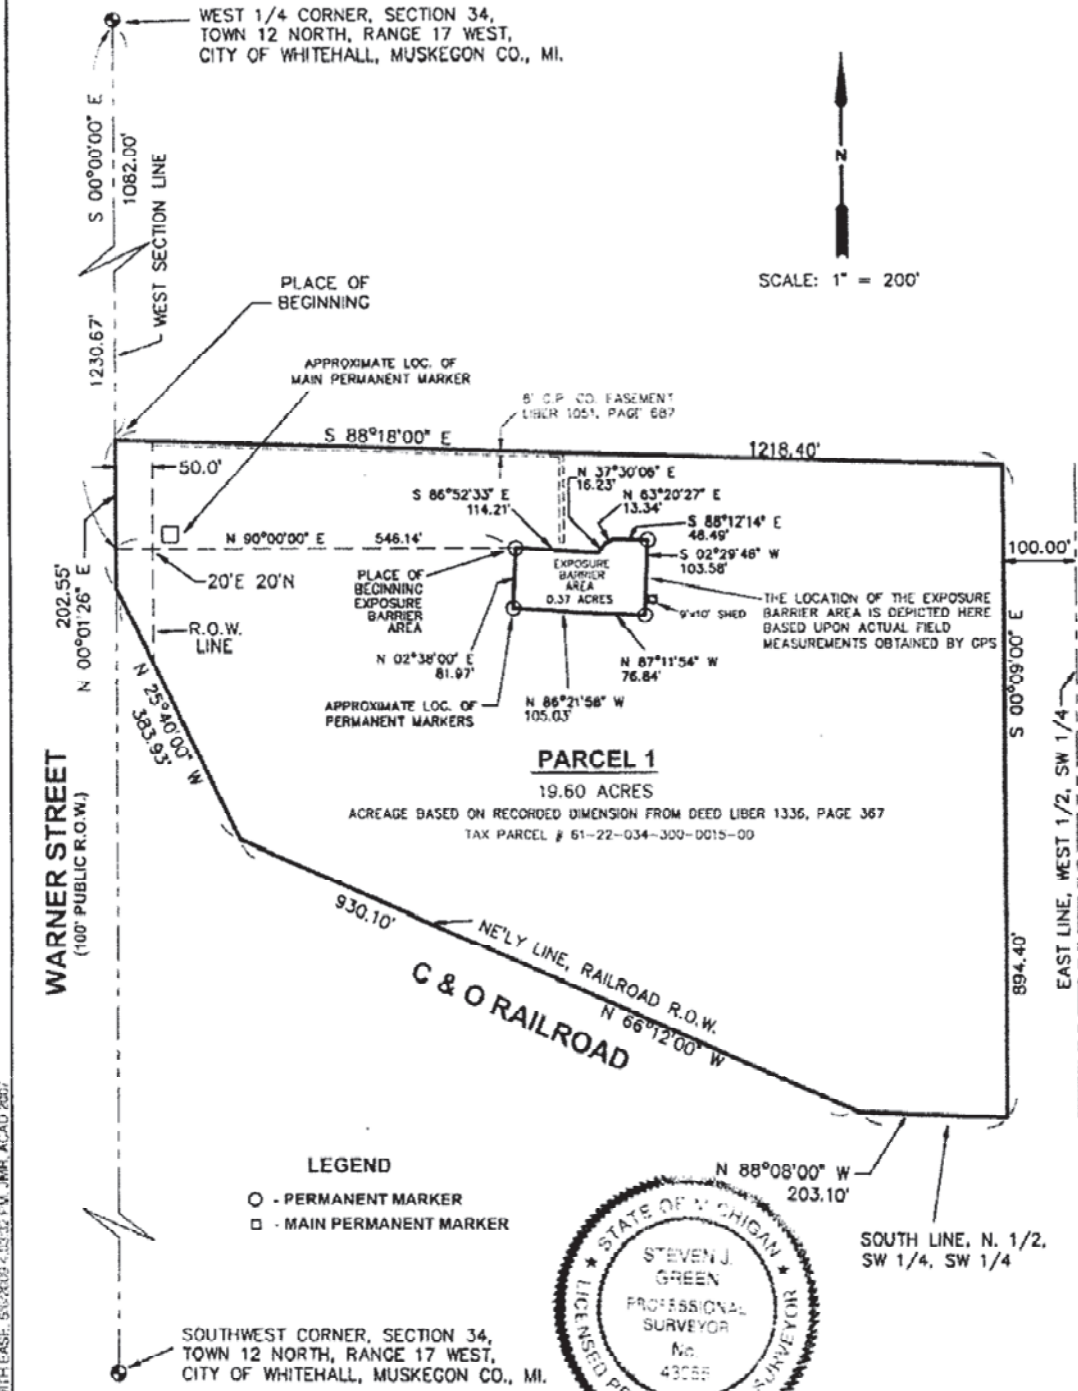 WEST 1/4 CORNER, SECTION 34,
TOWN 12 NORTH, RANGE 17 WEST,
CITY OF WHITEHALL, MUSKEGON CO., MI.
S 00°00'00" E
1082.00'
WEST SECTION LINE
1230.67'
N
SCALE: 1" = 200'
PLACE OF
BEGINNING
APPROXIMATE LOC. OF
MAIN PERMANENT MARKER
6' C.P. CO. EASEMENT
LIBER 1051, PAGE 687
S 88°18'00" E
1218.40'
50.0'
N 37°30'06" E
16.23'
S 86°52'33" E
114.21'
N 63°20'27" E
13.34'
S 88°12'14" E
48.49'
N 90°00'00" E
546.14'
S 02°29'46" W
103.58'
100.00'
20'E 20'N
PLACE OF
BEGINNING
EXPOSURE
BARRIER
AREA
EXPOSURE
BARRIER
AREA
0.37 ACRES
THE LOCATION OF THE EXPOSURE
BARRIER AREA IS DEPICTED HERE
BASED UPON ACTUAL FIELD
MEASUREMENTS OBTAINED BY GPS
9'x10' SHED
R.O.W.
LINE
202.55'
N 00°01'26" E
N 02°38'00" E
81.97'
N 87°11'54" W
76.84'
APPROXIMATE LOC. OF
PERMANENT MARKERS
N 86°21'58" W
105.03'
S 00°09'00" E
894.40'
EAST LINE, WEST 1/2, SW 1/4
N 25°40'00" W
383.93'
PARCEL 1
19.60 ACRES
ACREAGE BASED ON RECORDED DIMENSION FROM DEED LIBER 1336, PAGE 367
TAX PARCEL # 61-22-034-300-0015-00
WARNER STREET
(100' PUBLIC R.O.W.)
930.10'
NE'LY LINE, RAILROAD R.O.W.
N 66°12'00" W
C & O RAILROAD
LEGEND
- PERMANENT MARKER
- MAIN PERMANENT MARKER
N 88°08'00" W
203.10'
SOUTH LINE, N. 1/2,
SW 1/4, SW 1/4
STATE OF MICHIGAN
STEVEN J.
GREEN
PROFESSIONAL
SURVEYOR
No.
LICENSED
SURVEYOR
SOUTHWEST CORNER, SECTION 34,
TOWN 12 NORTH, RANGE 17 WEST,
CITY OF WHITEHALL, MUSKEGON CO., MI.